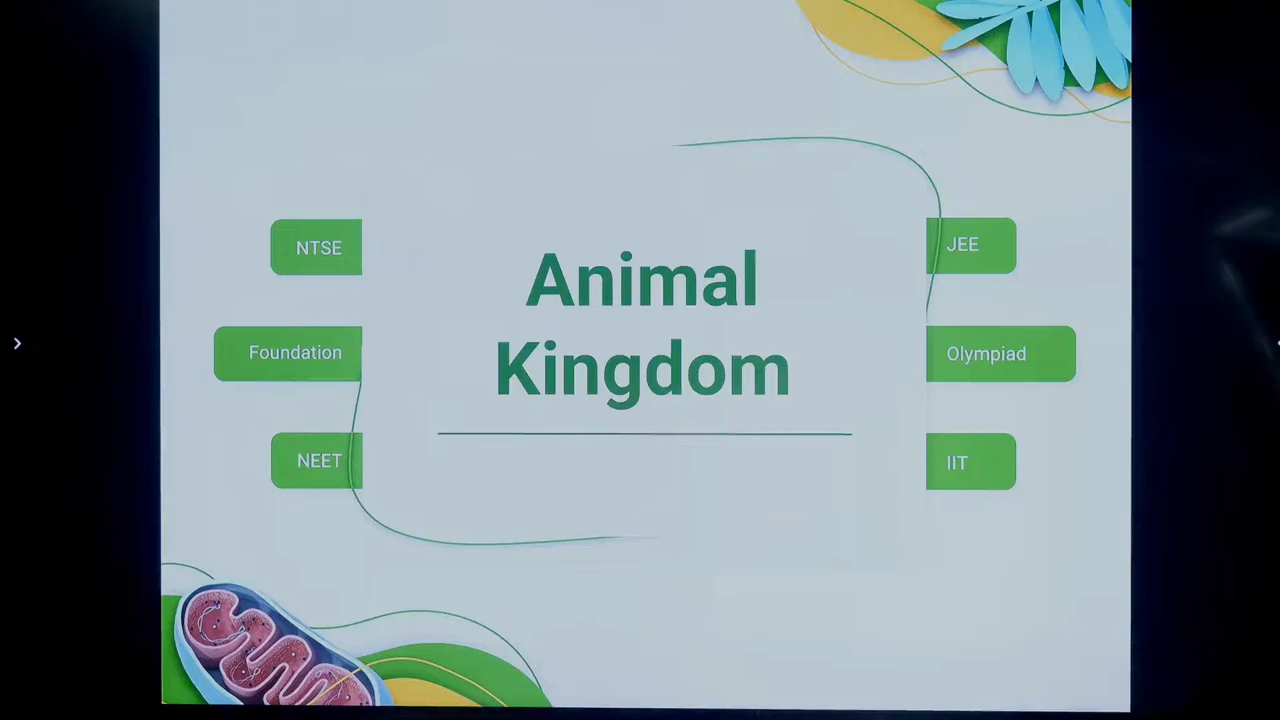 NTSE
Foundation
NEET
Animal
Kingdom
JEE
Olympiad
IIT